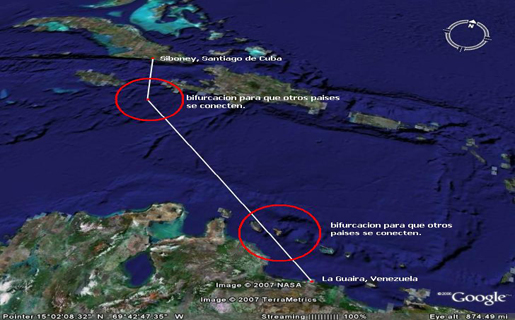 N
Siboney, Santiago de Cuba
bifurcacion para que otros paises
se conecten.
bifurcacion para que otros
paises se conecten.
La Guaira, Venezuela
Image © 2007 NASA
Image © 2007 TerraMetrics
Google™
Pointer 15°02'08.32" N 69°42'47.35" W Streaming |||||||||| 100% Eye alt 874.49 mi